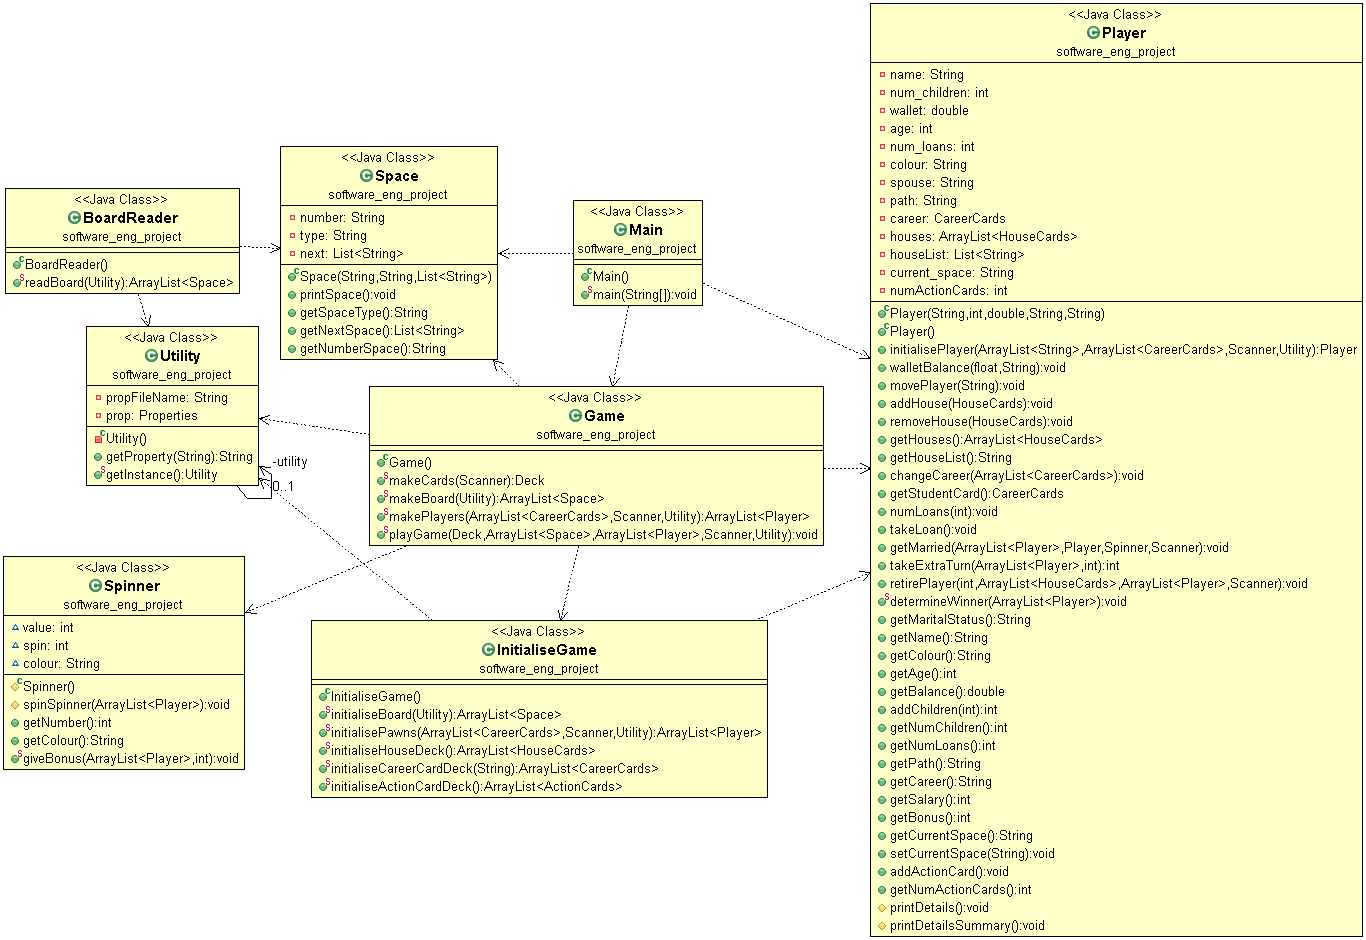 <<Java Class>>
Player
software_eng_project
name: String
num_children: int
wallet: double
age: int
num_loans: int
colour: String
spouse: String
path: String
career: CareerCards
houses: ArrayList<HouseCards>
houseList: List<String>
current_space: String
numActionCards: int
Player(String,int,double,String,String)
Player()
initialisePlayer(ArrayList<String>,ArrayList<CareerCards>,Scanner,Utility):Player
walletBalance(float,String):void
movePlayer(String):void
addHouse(HouseCards):void
removeHouse(HouseCards):void
getHouses():ArrayList<HouseCards>
getHouseList():String
changeCareer(ArrayList<CareerCards>):void
getStudentCard():CareerCards
numLoans(int):void
takeLoan():void
getMarried(ArrayList<Player>,Player,Spinner,Scanner):void
takeExtraTurn(ArrayList<Player>,int):int
retirePlayer(int,ArrayList<HouseCards>,ArrayList<Player>,Scanner):void
determineWinner(ArrayList<Player>):void
getMaritalStatus():String
getName():String
getColour():String
getAge():int
getBalance():double
addChildren(int):int
getNumChildren():int
getNumLoans():int
getPath():String
getCareer():String
getSalary():int
getBonus():int
getCurrentSpace():String
setCurrentSpace(String):void
addActionCard():void
getNumActionCards():int
printDetails():void
printDetailsSummary():void
<<Java Class>>
Space
software_eng_project
number: String
type: String
next: List<String>
Space(String,String,List<String>)
printSpace():void
getSpaceType():String
getNextSpace():List<String>
getNumberSpace():String
<<Java Class>>
BoardReader
software_eng_project
BoardReader()
readBoard(Utility):ArrayList<Space>
<<Java Class>>
Main
software_eng_project
Main()
main(String[]):void
<<Java Class>>
Utility
software_eng_project
propFileName: String
prop: Properties
Utility()
getProperty(String):String
getInstance():Utility
-utility
0..1
<<Java Class>>
Game
software_eng_project
Game()
makeCards(Scanner):Deck
makeBoard(Utility):ArrayList<Space>
makePlayers(ArrayList<CareerCards>,Scanner,Utility):ArrayList<Player>
playGame(Deck,ArrayList<Space>,ArrayList<Player>,Scanner,Utility):void
<<Java Class>>
Spinner
software_eng_project
value: int
spin: int
colour: String
Spinner()
spinSpinner(ArrayList<Player>):void
getNumber():int
getColour():String
giveBonus(ArrayList<Player>,int):void
<<Java Class>>
InitialiseGame
software_eng_project
InitialiseGame()
initialiseBoard(Utility):ArrayList<Space>
initialisePawns(ArrayList<CareerCards>,Scanner,Utility):ArrayList<Player>
initialiseHouseDeck():ArrayList<HouseCards>
initialiseCareerCardDeck(String):ArrayList<CareerCards>
initialiseActionCardDeck():ArrayList<ActionCards>